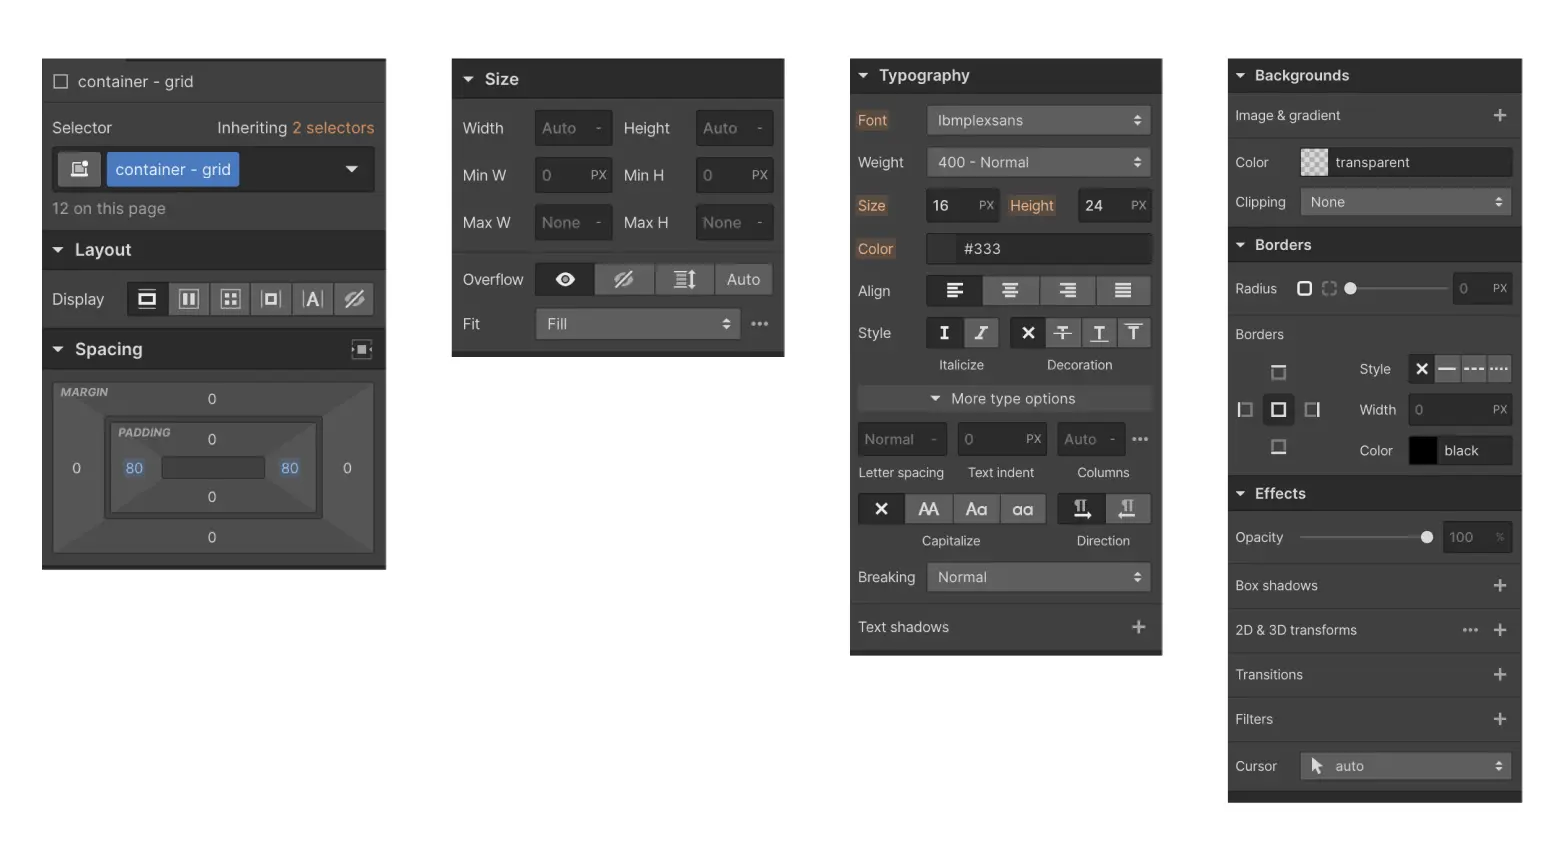 container - grid
Selector Inheriting 2 selectors
container - grid
12 on this page
Layout
Display
A
Spacing
MARGIN
0
PADDING
0
0 80 80 0
0
0
Size
Width Auto - Height Auto -
Min W 0 PX Min H 0 PX
Max W None - Max H None -
Overflow Auto
Fit Fill
Typography
Font Ibmplexsans
Weight 400 - Normal
Size 16 PX Height 24 PX
Color #333
Align
Style I I T T T
Italicize Decoration
More type options
Normal - 0 PX Auto -
Letter spacing Text indent Columns
AA Aa aa ¶ ¶
Capitalize Direction
Breaking Normal
Text shadows
Backgrounds
Image & gradient
Color transparent
Clipping None
Borders
Radius 0 PX
Borders
Style
Width 0 PX
Color black
Effects
Opacity 100 %
Box shadows
2D & 3D transforms
Transitions
Filters
Cursor auto